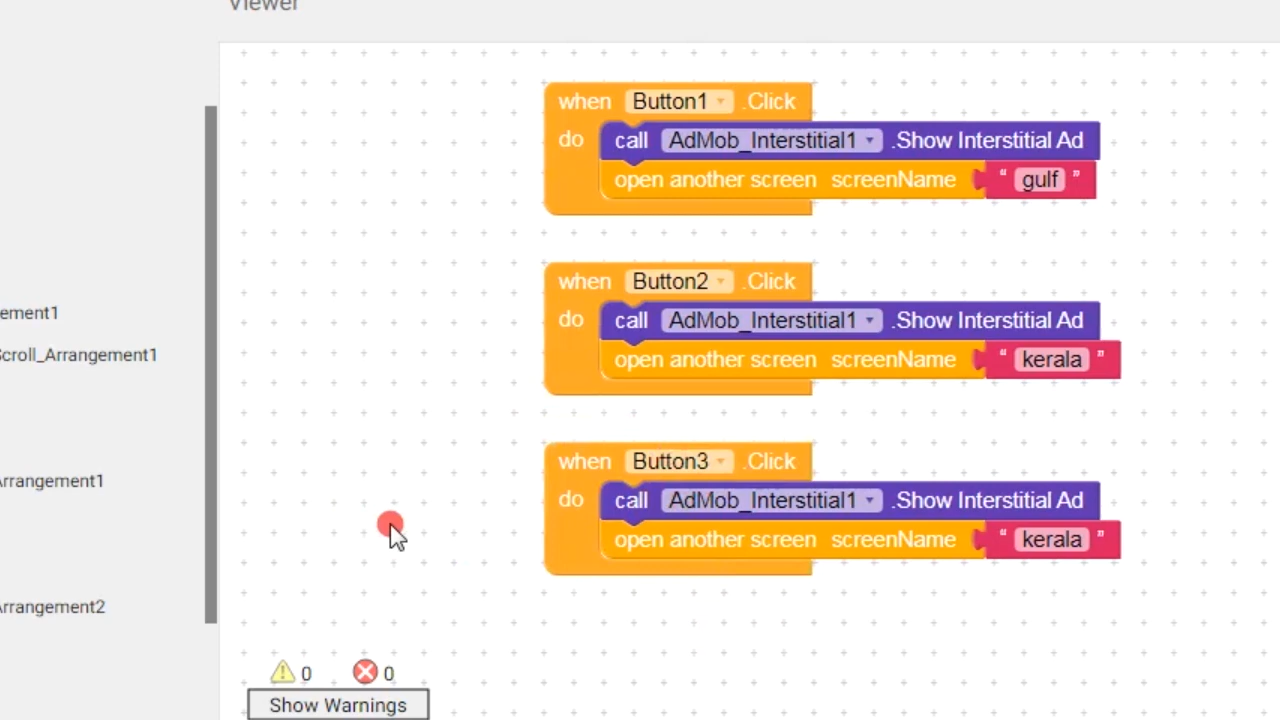 Viewer
when Button1 .Click
do call AdMob_Interstitial1 .Show Interstitial Ad
open another screen screenName “ gulf ”
when Button2 .Click
do call AdMob_Interstitial1 .Show Interstitial Ad
open another screen screenName “ kerala ”
when Button3 .Click
do call AdMob_Interstitial1 .Show Interstitial Ad
open another screen screenName “ kerala ”
ement1
Scroll_Arrangement1
Arrangement1
Arrangement2
0 0
Show Warnings